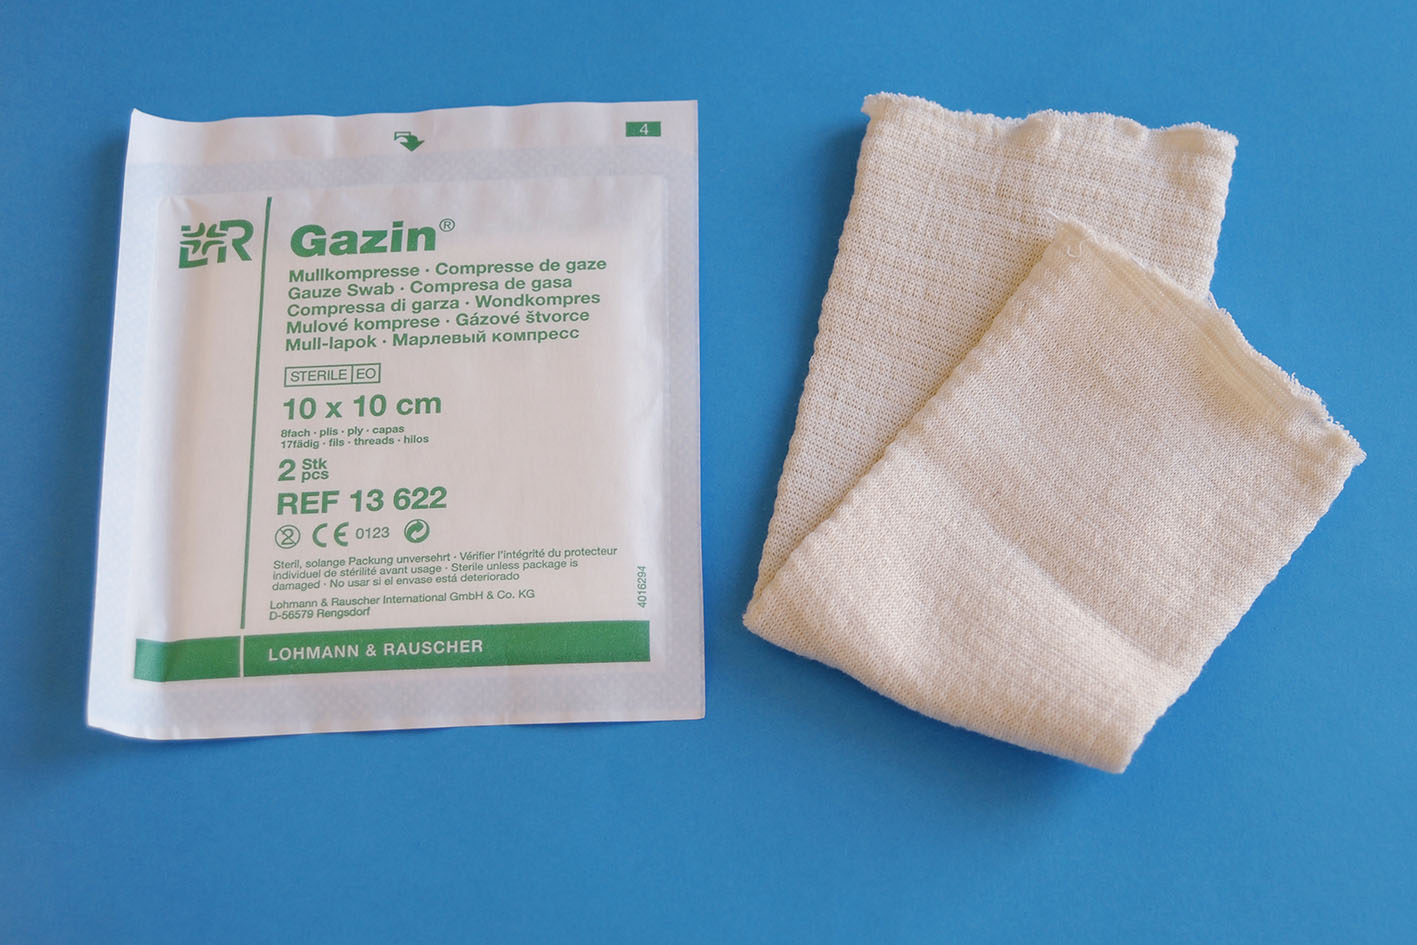 4
LR
Gazin®
Mullkompresse · Compresse de gaze
Gauze Swab · Compresa de gasa
Compressa di garza · Wondkompres
Mulové komprese · Gázové štvorce
Mull-lapok · Марлевый компресс
STERILE EO
10 x 10 cm
8fach · plis · ply · capas
17fädig · fils · threads · hilos
2 Stk
pcs
REF 13 622
2 CE 0123
Steril, solange Packung unversehrt · Vérifier l'intégrité du protecteur
individuel de stérilité avant usage · Sterile unless package is
damaged · No usar si el envase está deteriorado
Lohmann & Rauscher International GmbH & Co. KG
D-56579 Rengsdorf
4016294
LOHMANN & RAUSCHER